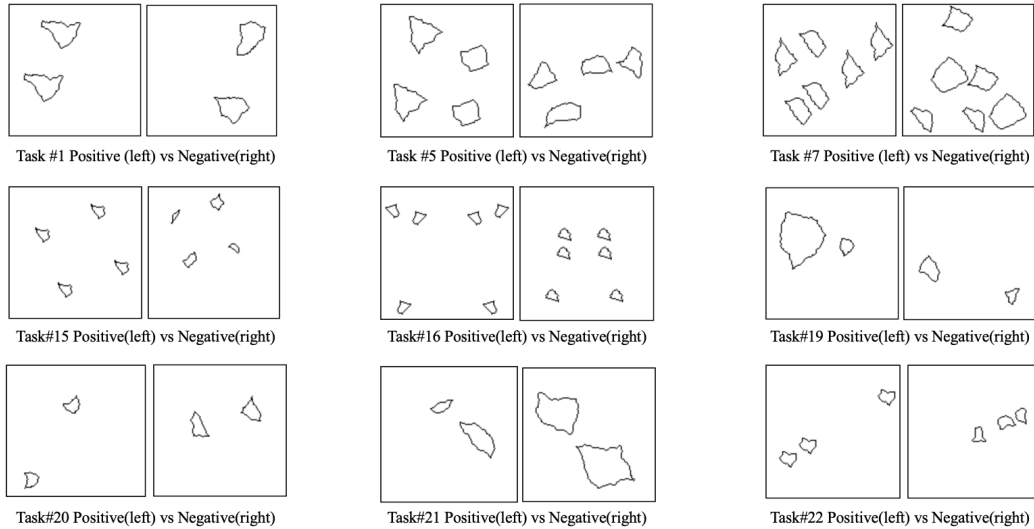 Task #1 Positive (left) vs Negative(right)
Task #5 Positive (left) vs Negative(right)
Task #7 Positive (left) vs Negative(right)
Task#15 Positive(left) vs Negative(right)
Task#16 Positive(left) vs Negative(right)
Task#19 Positive(left) vs Negative(right)
Task#20 Positive(left) vs Negative(right)
Task#21 Positive(left) vs Negative(right)
Task#22 Positive(left) vs Negative(right)